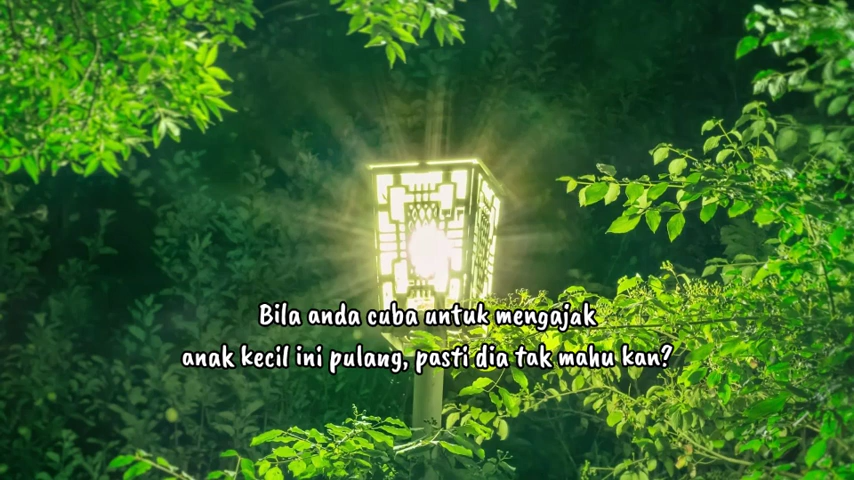 Bila anda cuba untuk mengajak
anak kecil ini pulang, pasti dia tak mahu kan?